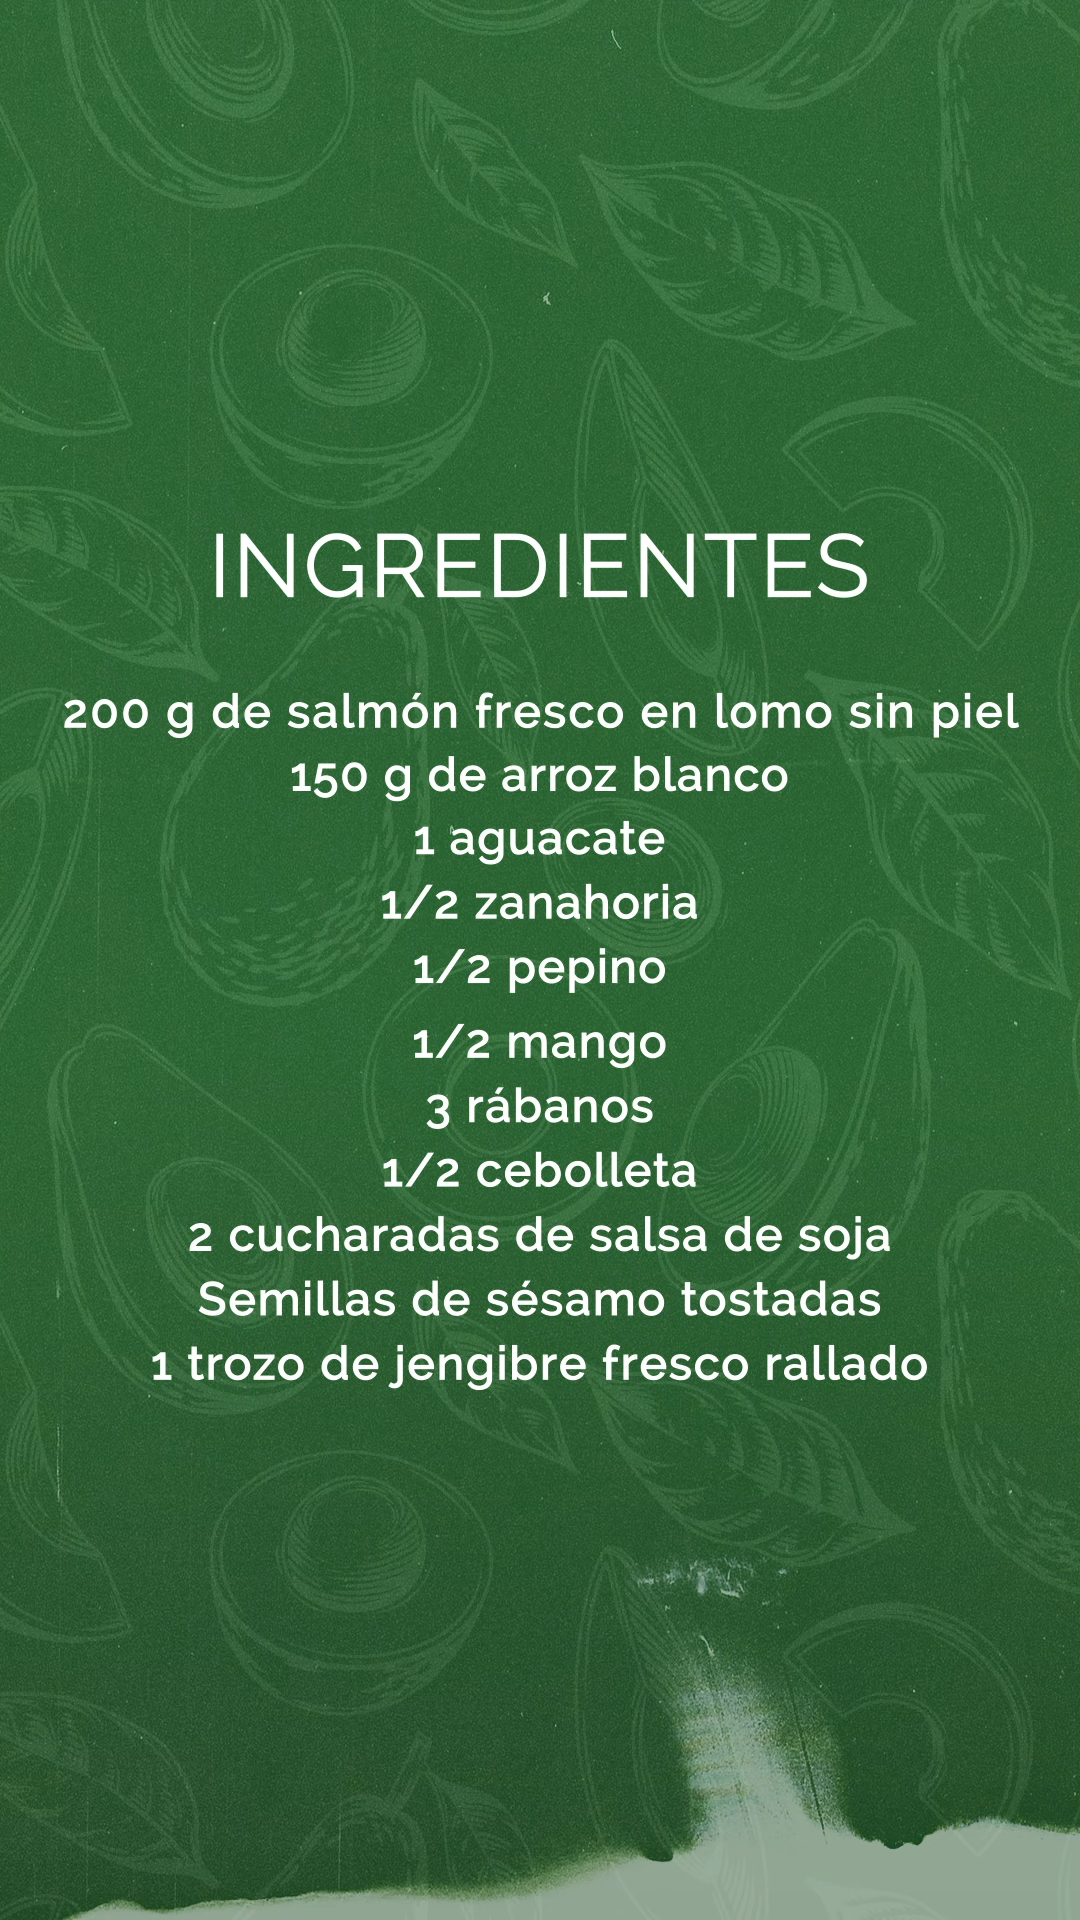 INGREDIENTES
200 g de salmón fresco en lomo sin piel
150 g de arroz blanco
1 aguacate
1/2 zanahoria
1/2 pepino
1/2 mango
3 rábanos
1/2 cebolleta
2 cucharadas de salsa de soja
Semillas de sésamo tostadas
1 trozo de jengibre fresco rallado